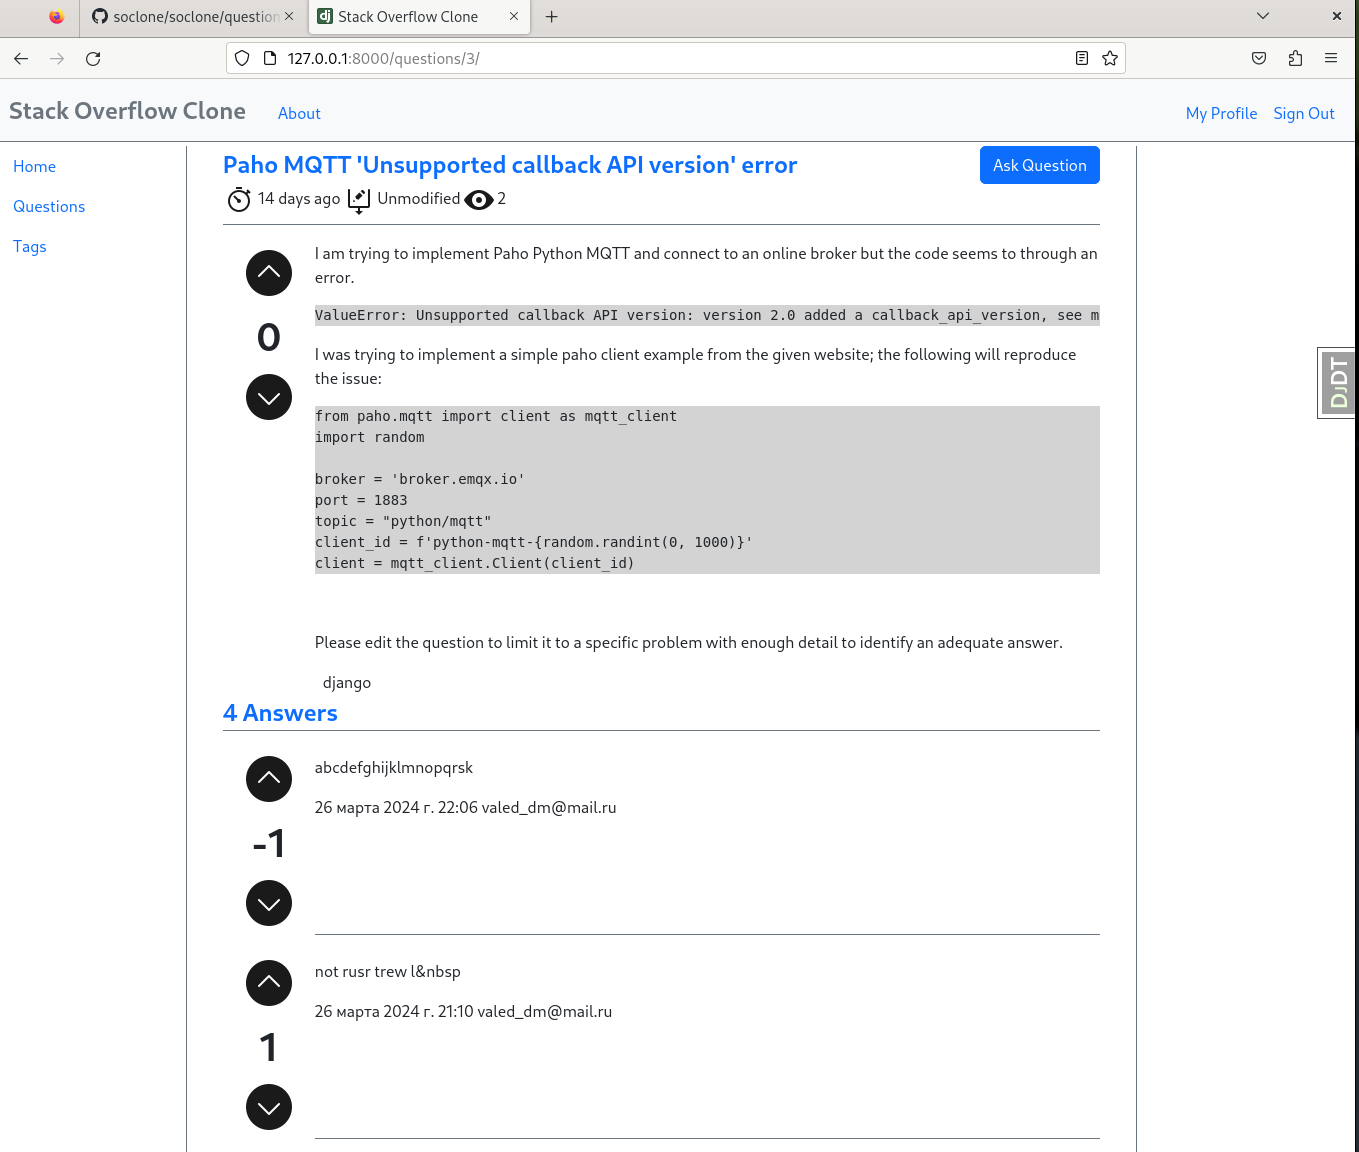 soclone/soclone/question
Stack Overflow Clone
127.0.0.1:8000/questions/3/
Stack Overflow Clone
About
My Profile
Sign Out
Home
Questions
Tags
Paho MQTT 'Unsupported callback API version' error
Ask Question
14 days ago Unmodified 2
I am trying to implement Paho Python MQTT and connect to an online broker but the code seems to through an
error.
ValueError: Unsupported callback API version: version 2.0 added a callback_api_version, see m
0
I was trying to implement a simple paho client example from the given website; the following will reproduce
the issue:
from paho.mqtt import client as mqtt_client
import random
broker = 'broker.emqx.io'
port = 1883
topic = "python/mqtt"
client_id = f'python-mqtt-{random.randint(0, 1000)}'
client = mqtt_client.Client(client_id)
Please edit the question to limit it to a specific problem with enough detail to identify an adequate answer.
django
4 Answers
abcdefghijklmnopqrsk
26 марта 2024 г. 22:06 valed_dm@mail.ru
-1
not rusr trew l&nbsp
26 марта 2024 г. 21:10 valed_dm@mail.ru
1
DJDT